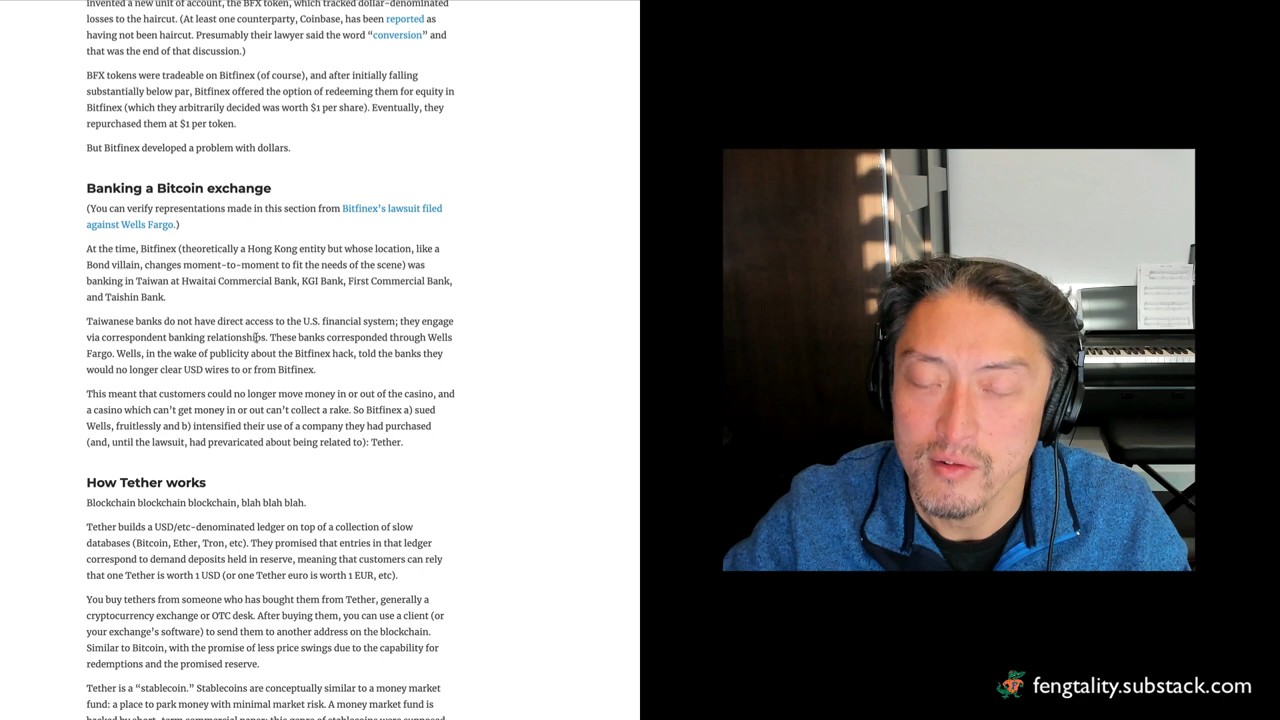 invented a new unit of account, the BFX token, which tracked dollar-denominated
losses to the haircut. (At least one counterparty, Coinbase, has been reported as
having not been haircut. Presumably their lawyer said the word “conversion” and
that was the end of that discussion.)
BFX tokens were tradeable on Bitfinex (of course), and after initially falling
substantially below par, Bitfinex offered the option of redeeming them for equity in
Bitfinex (which they arbitrarily decided was worth $1 per share). Eventually, they
repurchased them at $1 per token.
But Bitfinex developed a problem with dollars.
Banking a Bitcoin exchange
(You can verify representations made in this section from Bitfinex’s lawsuit filed
against Wells Fargo.)
At the time, Bitfinex (theoretically a Hong Kong entity but whose location, like a
Bond villain, changes moment-to-moment to fit the needs of the scene) was
banking in Taiwan at Hwaitai Commercial Bank, KGI Bank, First Commercial Bank,
and Taishin Bank.
Taiwanese banks do not have direct access to the U.S. financial system; they engage
via correspondent banking relationships. These banks corresponded through Wells
Fargo. Wells, in the wake of publicity about the Bitfinex hack, told the banks they
would no longer clear USD wires to or from Bitfinex.
This meant that customers could no longer move money in or out of the casino, and
a casino which can’t get money in or out can’t collect a rake. So Bitfinex a) sued
Wells, fruitlessly and b) intensified their use of a company they had purchased
(and, until the lawsuit, had prevaricated about being related to): Tether.
How Tether works
Blockchain blockchain blockchain, blah blah blah.
Tether builds a USD/etc-denominated ledger on top of a collection of slow
databases (Bitcoin, Ether, Tron, etc). They promised that entries in that ledger
correspond to demand deposits held in reserve, meaning that customers can rely
that one Tether is worth 1 USD (or one Tether euro is worth 1 EUR, etc).
You buy tethers from someone who has bought them from Tether, generally a
cryptocurrency exchange or OTC desk. After buying them, you can use a client (or
your exchange’s software) to send them to another address on the blockchain.
Similar to Bitcoin, with the promise of less price swings due to the capability for
redemptions and the promised reserve.
Tether is a “stablecoin.” Stablecoins are conceptually similar to a money market
fund: a place to park money with minimal market risk. A money market fund is
backed by short-term commercial paper; this genre of stablecoins were supposed
fengtality.substack.com